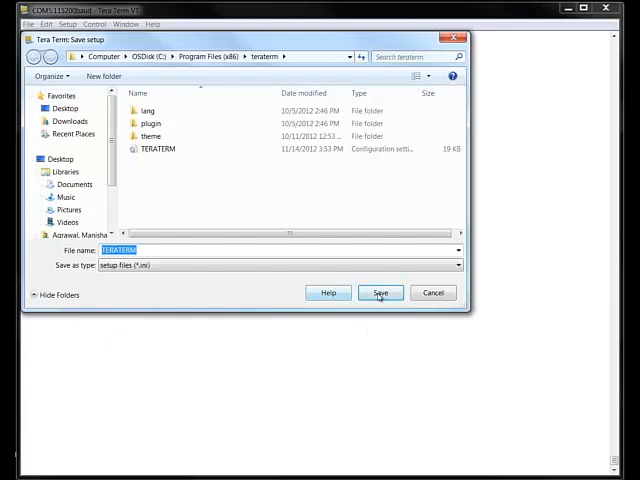 COM5:115200baud - Tera Term VT
File Edit Setup Control Window Help
Tera Term: Save setup
Computer OSDisk (C:) Program Files (x86) teraterm
Search teraterm
Organize New folder
Name Date modified Type Size
Favorites
Desktop
Downloads
Recent Places
Desktop
Libraries
Documents
Music
Pictures
Videos
Agrawal, Manisha
lang 10/5/2012 2:46 PM File folder
plugin 10/5/2012 2:46 PM File folder
theme 10/11/2012 12:53 ... File folder
TERATERM 11/14/2012 3:53 PM Configuration setti... 19 KB
File name: TERATERM
Save as type: setup files (*.ini)
Hide Folders
Help Save Cancel